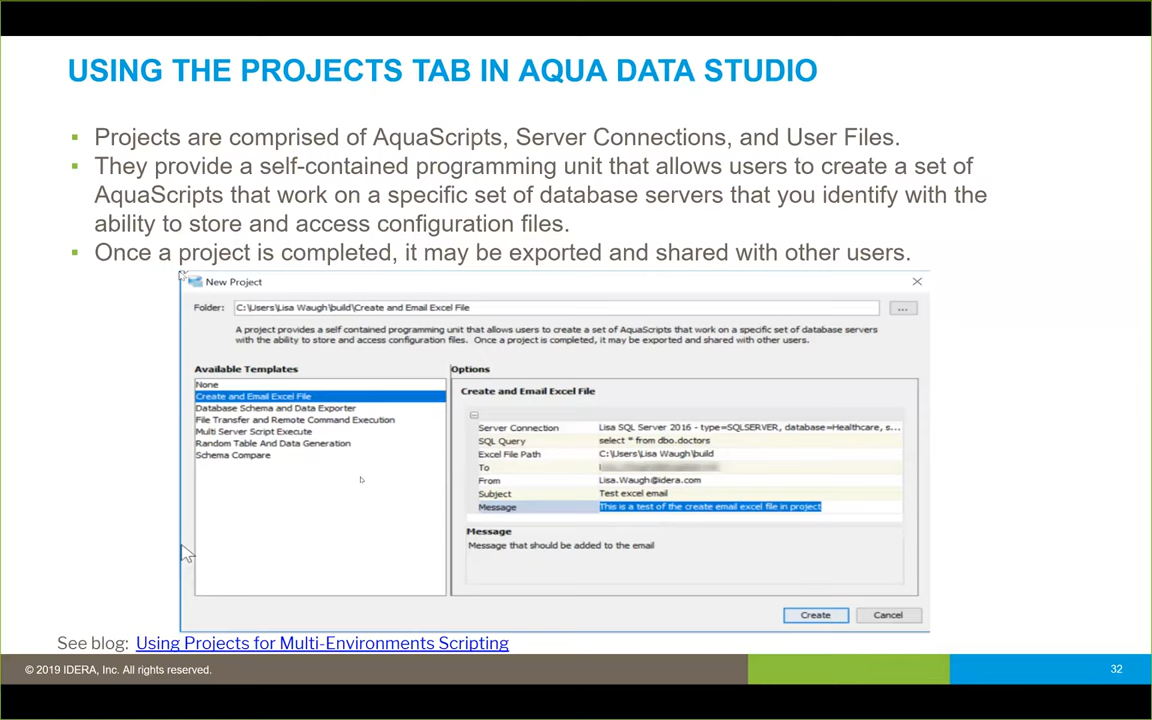 USING THE PROJECTS TAB IN AQUA DATA STUDIO
▪ Projects are comprised of AquaScripts, Server Connections, and User Files.
▪ They provide a self-contained programming unit that allows users to create a set of
AquaScripts that work on a specific set of database servers that you identify with the
ability to store and access configuration files.
▪ Once a project is completed, it may be exported and shared with other users.
New Project
Folder: C:\Users\Lisa Waugh\build\Create and Email Excel File ...
A project provides a self contained programming unit that allows users to create a set of AquaScripts that work on a specific set of database servers
with the ability to store and access configuration files. Once a project is completed, it may be exported and shared with other users.
Available Templates
None
Create and Email Excel File
Database Schema and Data Exporter
File Transfer and Remote Command Execution
Multi Server Script Execute
Random Table And Data Generation
Schema Compare
Options
Create and Email Excel File
Server Connection Lisa SQL Server 2016 - type=SQLSERVER, database=Healthcare, s...
SQL Query select * from dbo.doctors
Excel File Path C:\Users\Lisa Waugh\build
To
From Lisa.Waugh@idera.com
Subject Test excel email
Message This is a test of the create email excel file in project
Message
Message that should be added to the email
Create Cancel
See blog: Using Projects for Multi-Environments Scripting
© 2019 IDERA, Inc. All rights reserved. 32